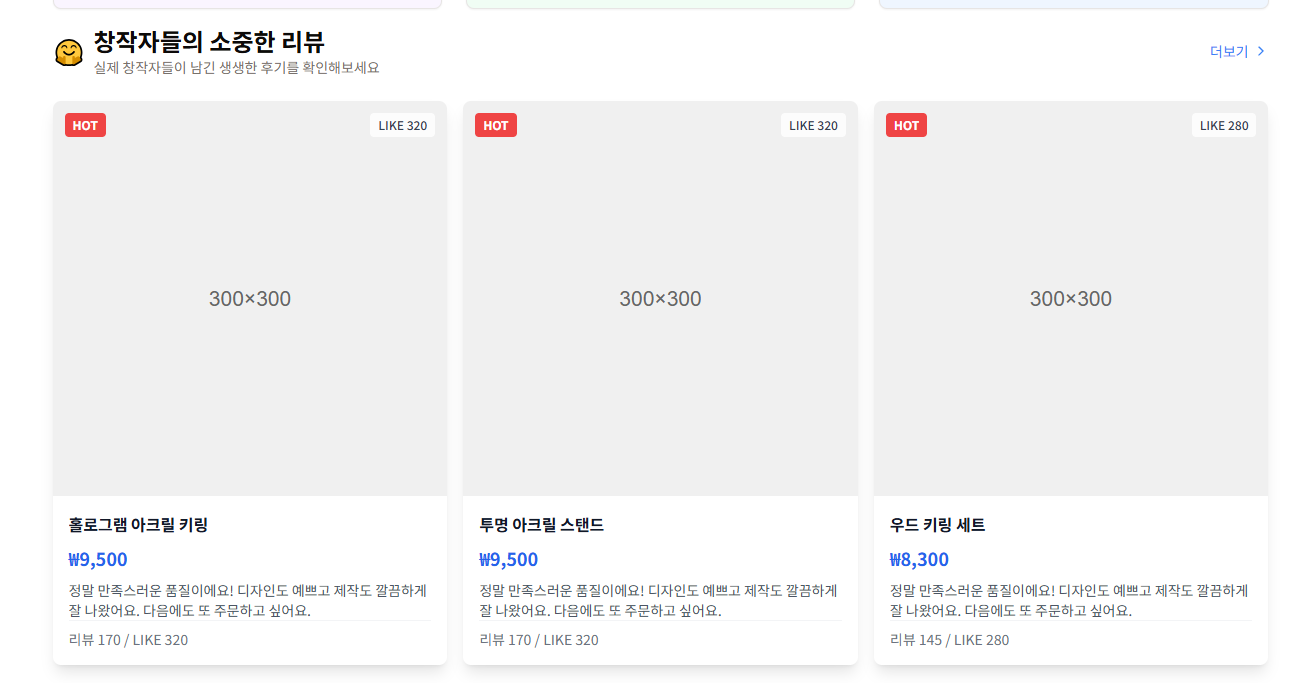 창작자들의 소중한 리뷰
실제 창작자들이 남긴 생생한 후기를 확인해보세요
더보기
HOT
LIKE 320
300×300
홀로그램 아크릴 키링
₩9,500
정말 만족스러운 품질이에요! 디자인도 예쁘고 제작도 깔끔하게
잘 나왔어요. 다음에도 또 주문하고 싶어요.
리뷰 170 / LIKE 320
HOT
LIKE 320
300×300
투명 아크릴 스탠드
₩9,500
정말 만족스러운 품질이에요! 디자인도 예쁘고 제작도 깔끔하게
잘 나왔어요. 다음에도 또 주문하고 싶어요.
리뷰 170 / LIKE 320
HOT
LIKE 280
300×300
우드 키링 세트
₩8,300
정말 만족스러운 품질이에요! 디자인도 예쁘고 제작도 깔끔하게
잘 나왔어요. 다음에도 또 주문하고 싶어요.
리뷰 145 / LIKE 280